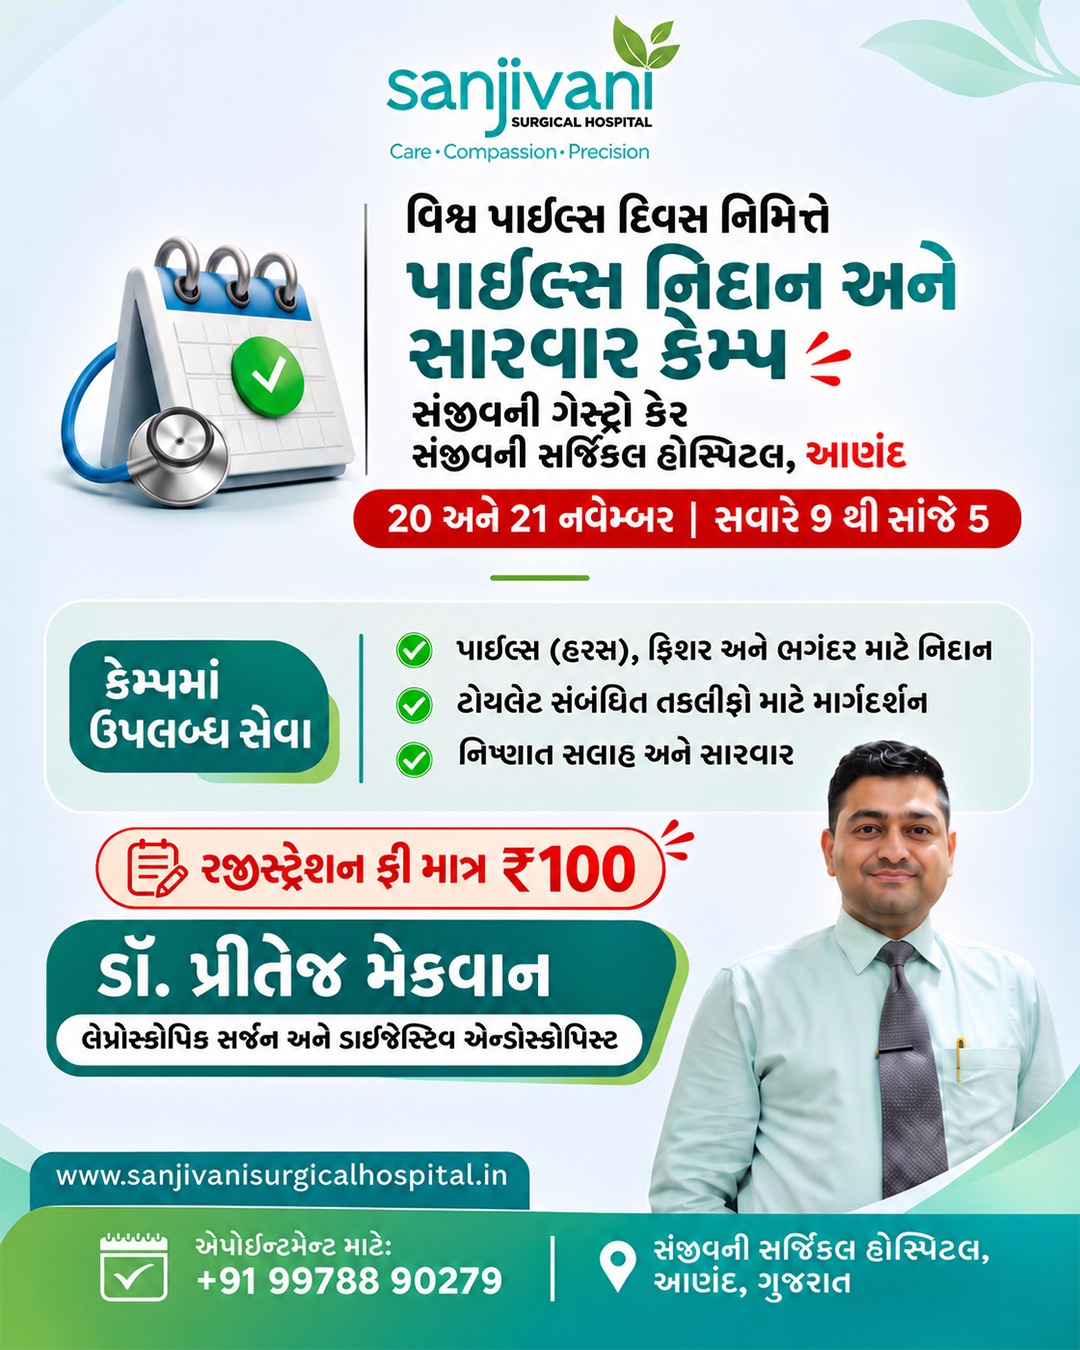 sanjivani
SURGICAL HOSPITAL
Care • Compassion • Precision
વિશ્વ પાઈલ્સ દિવસ નિમિત્તે
પાઈલ્સ નિદાન અને
સારવાર કેમ્પ
સંજીવની ગેસ્ટ્રો કેર
સંજીવની સર્જિકલ હોસ્પિટલ, આણંદ
20 અને 21 નવેમ્બર | સવારે 9 થી સાંજે 5
કેમ્પમાં
ઉપલબ્ધ સેવા
પાઈલ્સ (હરસ), ફિશર અને ભગંદર માટે નિદાન
ટોયલેટ સંબંધિત તકલીફો માટે માર્ગદર્શન
નિષ્ણાત સલાહ અને સારવાર
રજીસ્ટ્રેશન ફી માત્ર ₹100
ડૉ. પ્રીતેજ મેકવાન
લેપ્રોસ્કોપિક સર્જન અને ડાઈજેસ્ટિવ એન્ડોસ્કોપિસ્ટ
www.sanjivanisurgicalhospital.in
એપોઈન્ટમેન્ટ માટે:
+91 99788 90279
સંજીવની સર્જિકલ હોસ્પિટલ,
આણંદ, ગુજરાત